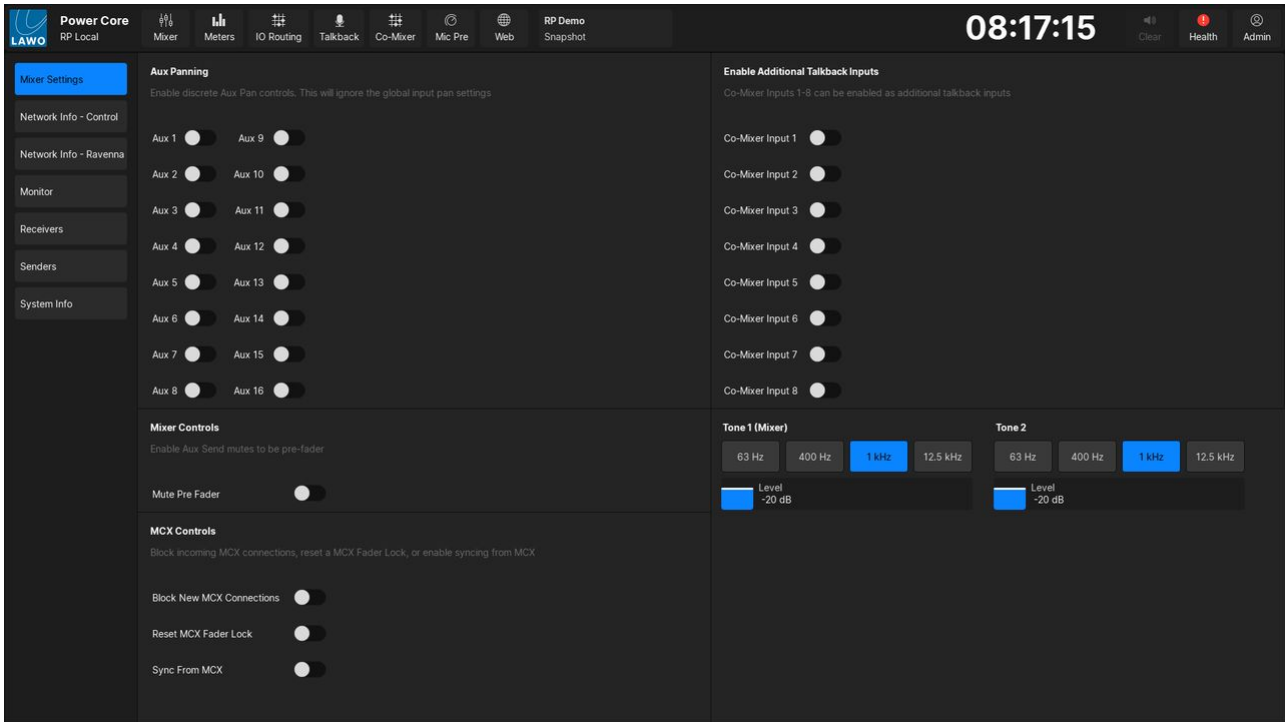 LAWO
Power Core
RP Local
Mixer
Meters
IO Routing
Talkback
Co-Mixer
Mic Pre
Web
RP Demo
Snapshot
08:17:15
Clear
Health
Admin
Mixer Settings
Network Info - Control
Network Info - Ravenna
Monitor
Receivers
Senders
System Info
Aux Panning
Enable discrete Aux Pan controls. This will ignore the global input pan settings
Aux 1 Aux 9
Aux 2 Aux 10
Aux 3 Aux 11
Aux 4 Aux 12
Aux 5 Aux 13
Aux 6 Aux 14
Aux 7 Aux 15
Aux 8 Aux 16
Enable Additional Talkback Inputs
Co-Mixer Inputs 1-8 can be enabled as additional talkback inputs
Co-Mixer Input 1
Co-Mixer Input 2
Co-Mixer Input 3
Co-Mixer Input 4
Co-Mixer Input 5
Co-Mixer Input 6
Co-Mixer Input 7
Co-Mixer Input 8
Mixer Controls
Enable Aux Send mutes to be pre-fader
Mute Pre Fader
MCX Controls
Block incoming MCX connections, reset a MCX Fader Lock, or enable syncing from MCX
Block New MCX Connections
Reset MCX Fader Lock
Sync From MCX
Tone 1 (Mixer)
63 Hz 400 Hz 1 kHz 12.5 kHz
Level
-20 dB
Tone 2
63 Hz 400 Hz 1 kHz 12.5 kHz
Level
-20 dB